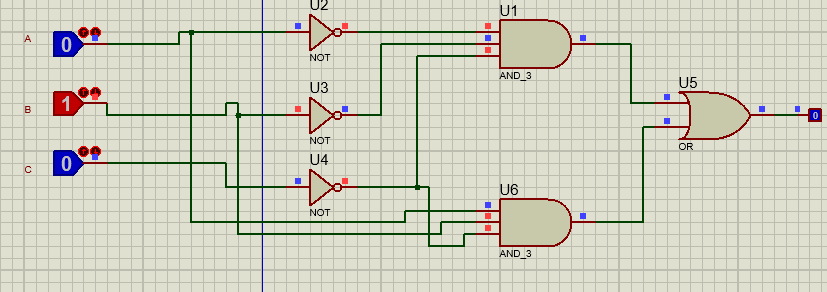 U2
U1
A
0
NOT
AND_3
U3
U5
B
1
NOT
0
OR
U4
C
0
NOT
U6
AND_3